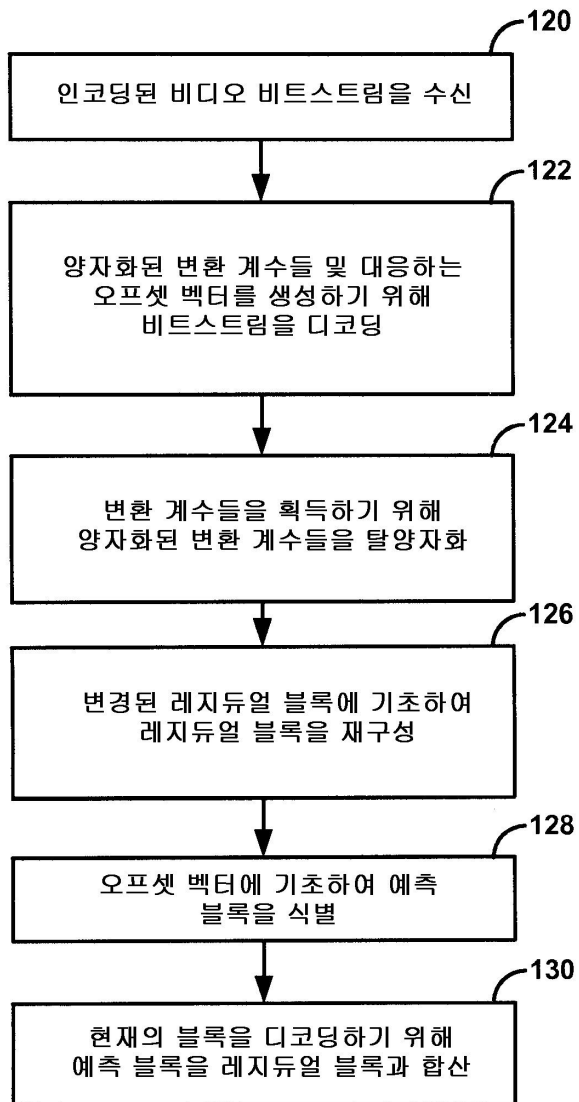 120
인코딩된 비디오 비트스트림을 수신
122
양자화된 변환 계수들 및 대응하는
오프셋 벡터를 생성하기 위해
비트스트림을 디코딩
124
변환 계수들을 획득하기 위해
양자화된 변환 계수들을 탈양자화
126
변경된 레지듀얼 블록에 기초하여
레지듀얼 블록을 재구성
128
오프셋 벡터에 기초하여 예측
블록을 식별
130
현재의 블록을 디코딩하기 위해
예측 블록을 레지듀얼 블록과 합산